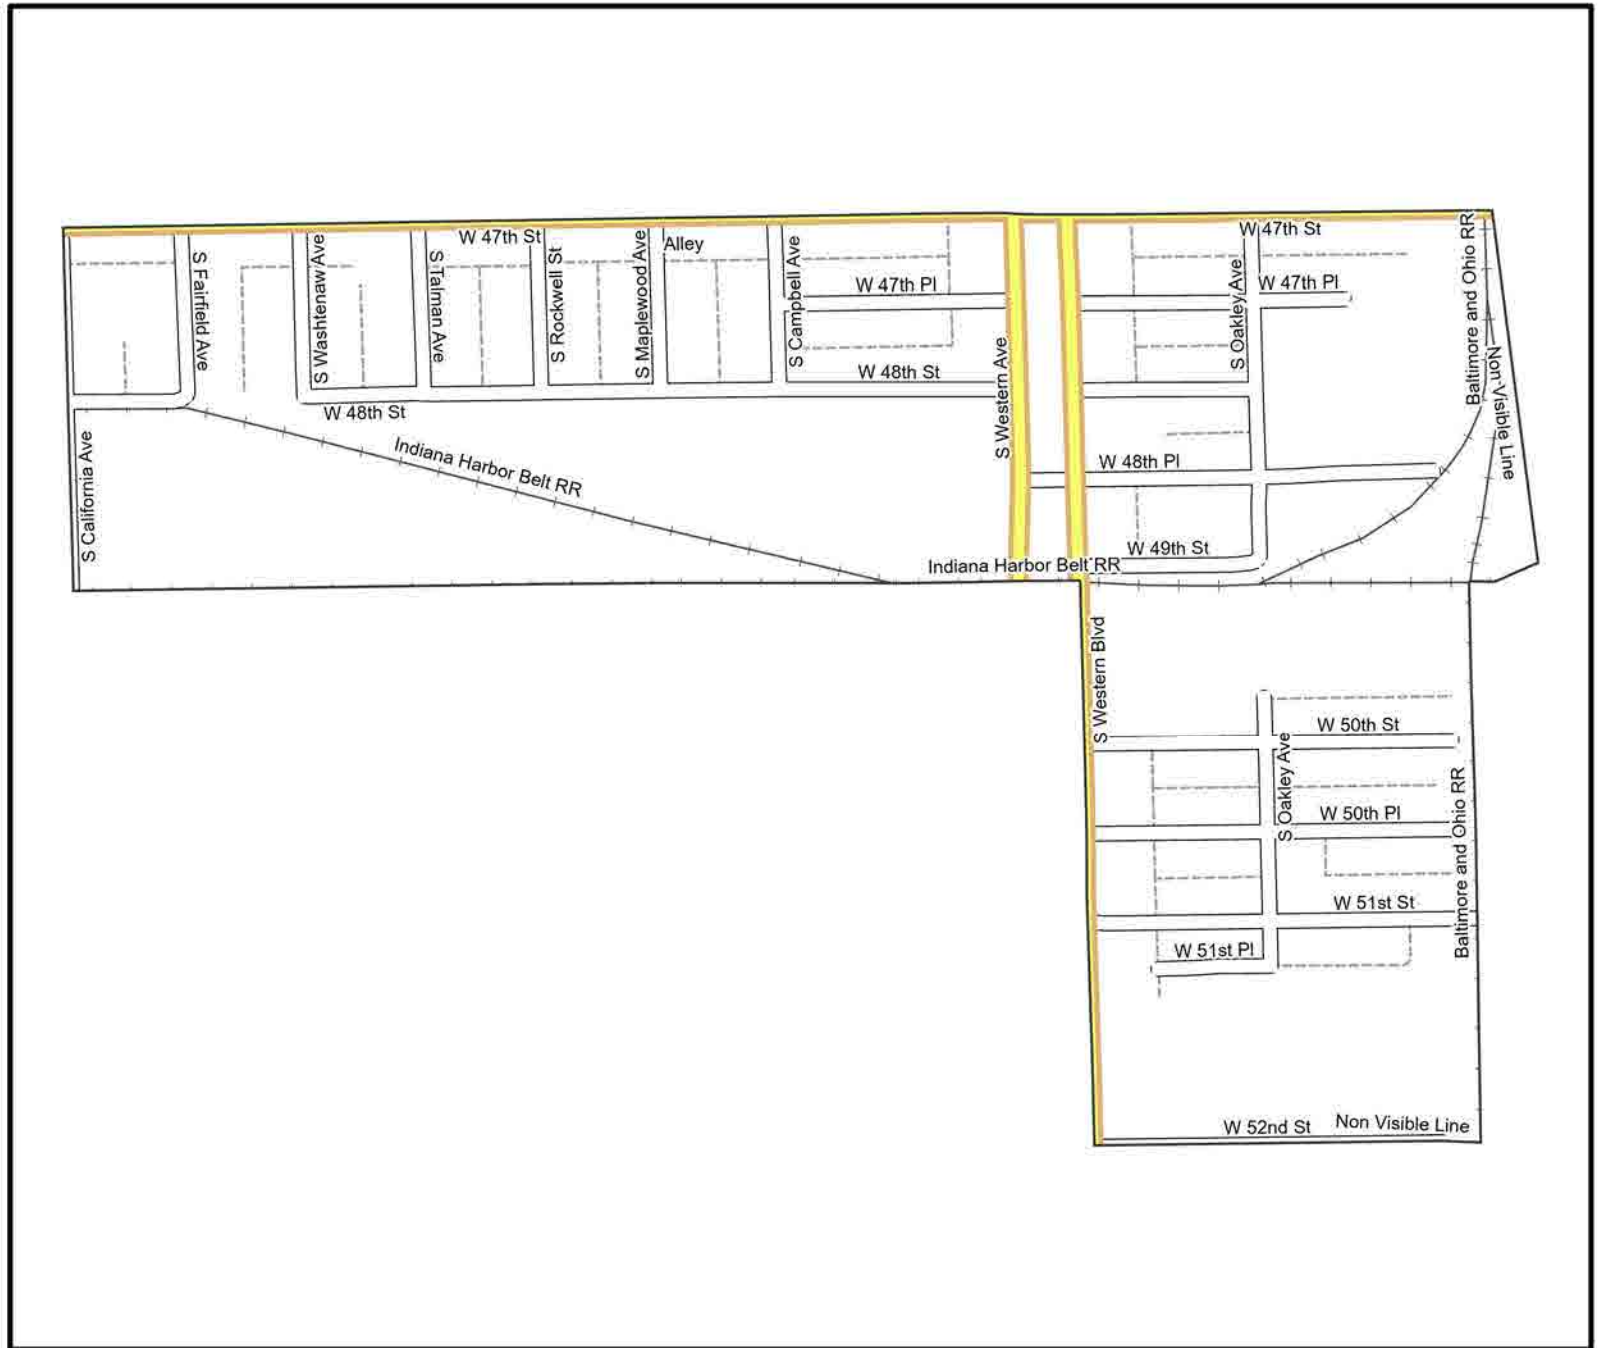 W 47th St
W 47th St
Alley
S Fairfield Ave
S Washtenaw Ave
S Talman Ave
S Rockwell St
S Maplewood Ave
S Campbell Ave
W 47th Pl
W 47th Pl
S Oakley Ave
Baltimore and Ohio RR
Non-Visible Line
S Western Ave
W 48th St
W 48th St
S California Ave
Indiana Harbor Belt RR
W 48th Pl
W 49th St
Indiana Harbor Belt RR
S Western Blvd
W 50th St
S Oakley Ave
W 50th Pl
Baltimore and Ohio RR
W 51st St
W 51st Pl
W 52nd St
Non Visible Line